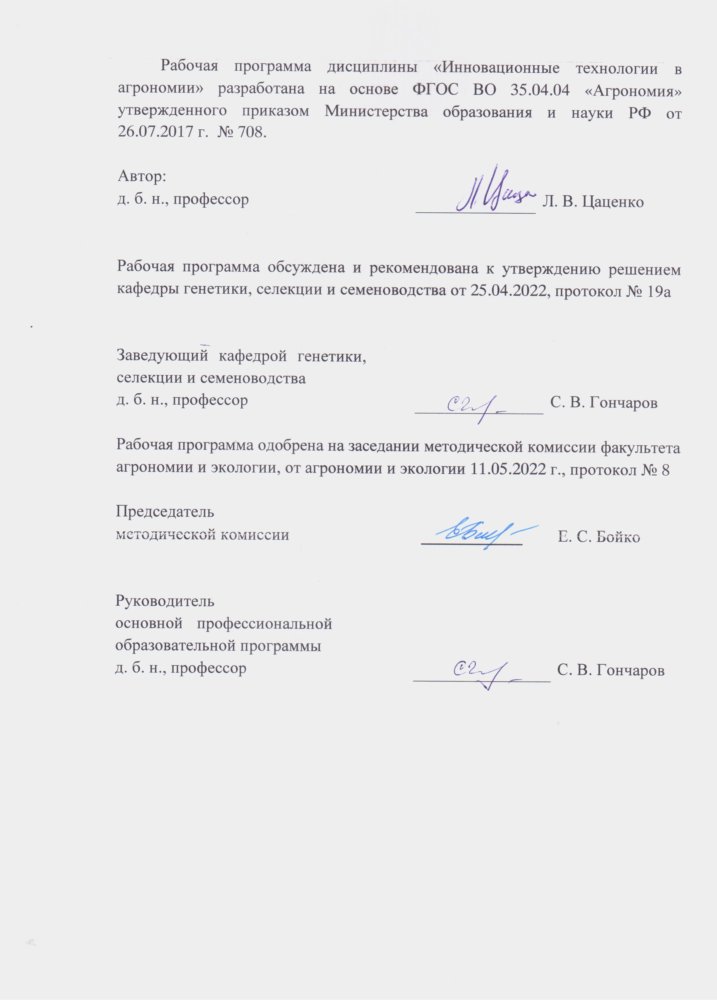 Рабочая программа дисциплины «Инновационные технологии в
агрономии» разработана на основе ФГОС ВО 35.04.04 «Агрономия»
утвержденного приказом Министерства образования и науки РФ от
26.07.2017 г. № 708.
Автор:
д. б. н., профессор Л. В. Цаценко
Рабочая программа обсуждена и рекомендована к утверждению решением
кафедры генетики, селекции и семеноводства от 25.04.2022, протокол № 19а
Заведующий кафедрой генетики,
селекции и семеноводства
д. б. н., профессор С. В. Гончаров
Рабочая программа одобрена на заседании методической комиссии факультета
агрономии и экологии, от агрономии и экологии 11.05.2022 г., протокол № 8
Председатель
методической комиссии Е. С. Бойко
Руководитель
основной профессиональной
образовательной программы
д. б. н., профессор С. В. Гончаров